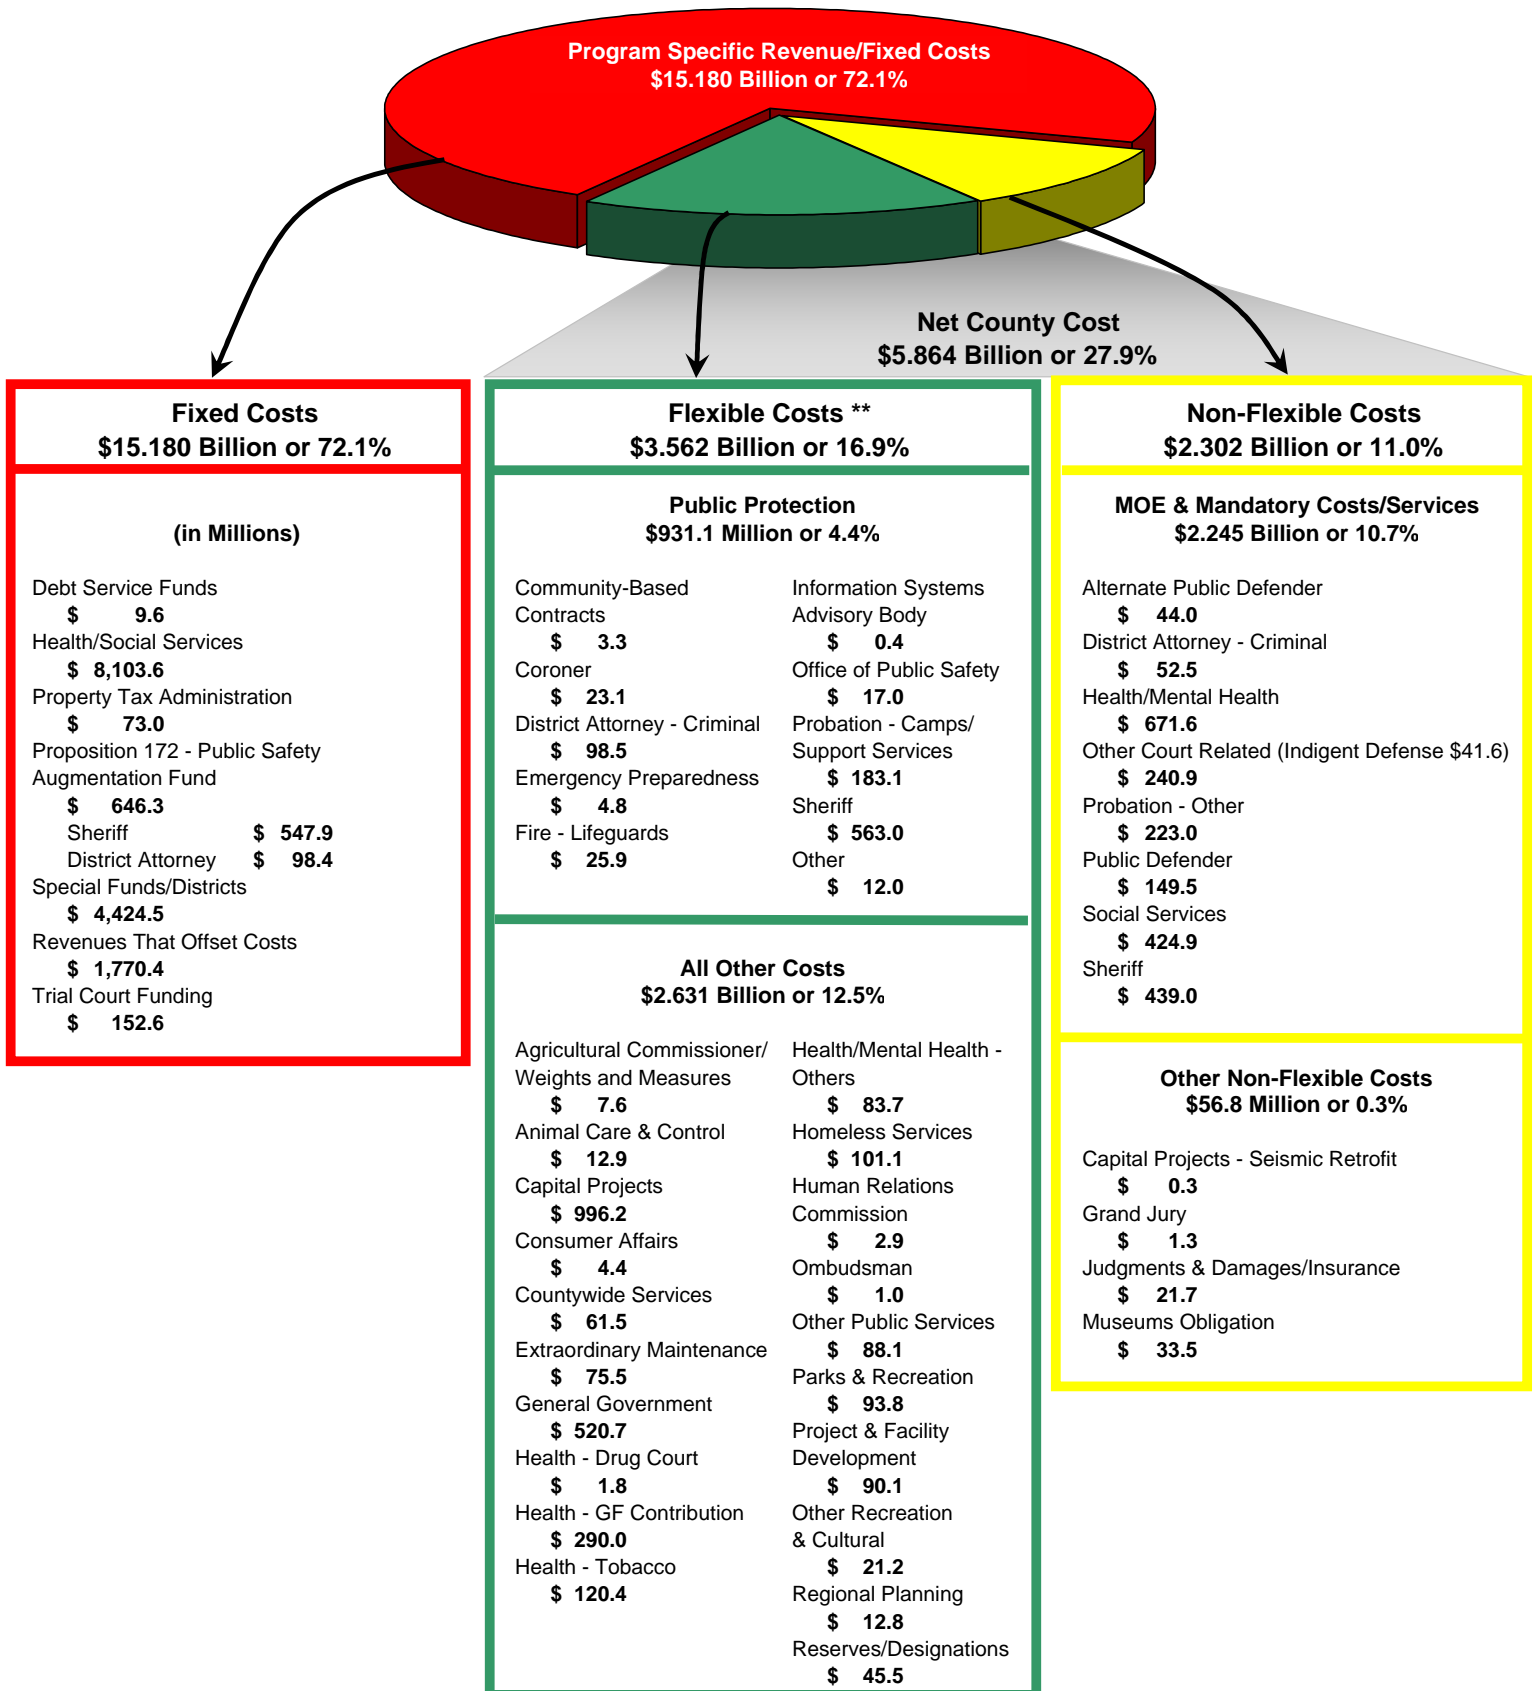 Program Specific Revenue/Fixed Costs
$15.180 Billion or 72.1%
Net County Cost
$5.864 Billion or 27.9%
Fixed Costs
$15.180 Billion or 72.1%
(in Millions)
Debt Service Funds
$ 9.6
Health/Social Services
$ 8,103.6
Property Tax Administration
$ 73.0
Proposition 172 - Public Safety
Augmentation Fund
$ 646.3
Sheriff $ 547.9
District Attorney $ 98.4
Special Funds/Districts
$ 4,424.5
Revenues That Offset Costs
$ 1,770.4
Trial Court Funding
$ 152.6
Flexible Costs **
$3.562 Billion or 16.9%
Public Protection
$931.1 Million or 4.4%
Community-Based
Contracts
$ 3.3
Coroner
$ 23.1
District Attorney - Criminal
$ 98.5
Emergency Preparedness
$ 4.8
Fire - Lifeguards
$ 25.9
Information Systems
Advisory Body
$ 0.4
Office of Public Safety
$ 17.0
Probation - Camps/
Support Services
$ 183.1
Sheriff
$ 563.0
Other
$ 12.0
All Other Costs
$2.631 Billion or 12.5%
Agricultural Commissioner/
Weights and Measures
$ 7.6
Animal Care & Control
$ 12.9
Capital Projects
$ 996.2
Consumer Affairs
$ 4.4
Countywide Services
$ 61.5
Extraordinary Maintenance
$ 75.5
General Government
$ 520.7
Health - Drug Court
$ 1.8
Health - GF Contribution
$ 290.0
Health - Tobacco
$ 120.4
Health/Mental Health -
Others
$ 83.7
Homeless Services
$ 101.1
Human Relations
Commission
$ 2.9
Ombudsman
$ 1.0
Other Public Services
$ 88.1
Parks & Recreation
$ 93.8
Project & Facility
Development
$ 90.1
Other Recreation
& Cultural
$ 21.2
Regional Planning
$ 12.8
Reserves/Designations
$ 45.5
Non-Flexible Costs
$2.302 Billion or 11.0%
MOE & Mandatory Costs/Services
$2.245 Billion or 10.7%
Alternate Public Defender
$ 44.0
District Attorney - Criminal
$ 52.5
Health/Mental Health
$ 671.6
Other Court Related (Indigent Defense $41.6)
$ 240.9
Probation - Other
$ 223.0
Public Defender
$ 149.5
Social Services
$ 424.9
Sheriff
$ 439.0
Other Non-Flexible Costs
$56.8 Million or 0.3%
Capital Projects - Seismic Retrofit
$ 0.3
Grand Jury
$ 1.3
Judgments & Damages/Insurance
$ 21.7
Museums Obligation
$ 33.5